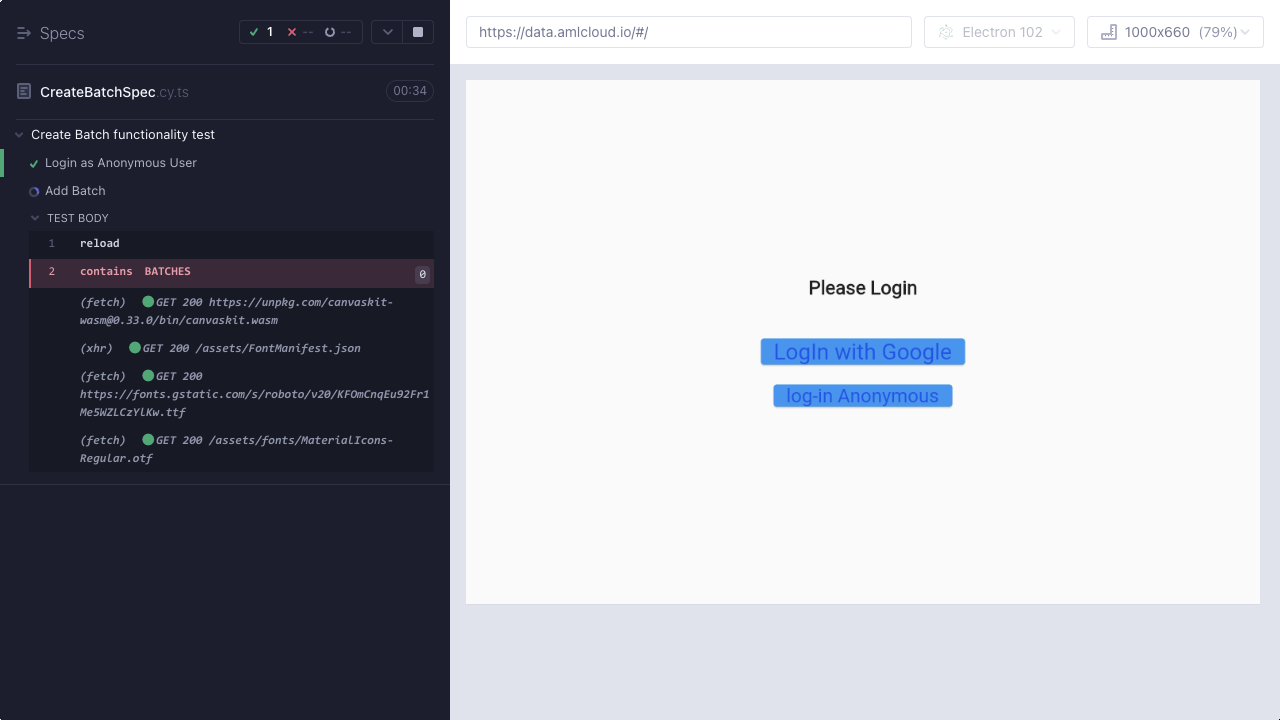 Specs
1 -- --
CreateBatchSpec.cy.ts 00:34
Create Batch functionality test
Login as Anonymous User
Add Batch
TEST BODY
1 reload
2 contains BATCHES 0
(fetch) GET 200 https://unpkg.com/canvaskit-
wasm@0.33.0/bin/canvaskit.wasm
(xhr) GET 200 /assets/FontManifest.json
(fetch) GET 200
https://fonts.gstatic.com/s/roboto/v20/KFOmCnqEu92Fr1
Me5WZLCzYlKw.ttf
(fetch) GET 200 /assets/fonts/MaterialIcons-
Regular.otf
https://data.amlcloud.io/#/
Electron 102
1000x660 (79%)
Please Login
LogIn with Google
log-in Anonymous